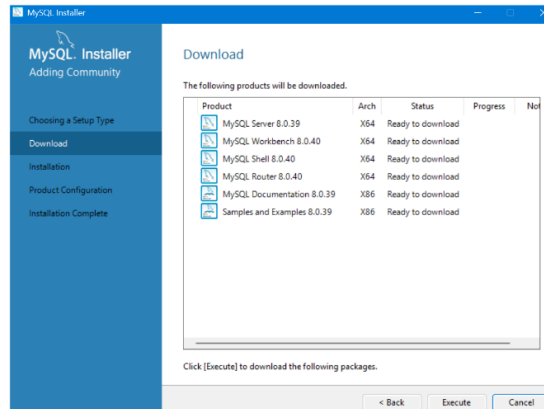 MySQL Installer
MySQL. Installer
Adding Community
Choosing a Setup Type
Download
Installation
Product Configuration
Installation Complete
Download
The following products will be downloaded.
Product Arch Status Progress Not
MySQL Server 8.0.39 X64 Ready to download
MySQL Workbench 8.0.40 X64 Ready to download
MySQL Shell 8.0.40 X64 Ready to download
MySQL Router 8.0.40 X64 Ready to download
MySQL Documentation 8.0.39 X86 Ready to download
Samples and Examples 8.0.39 X86 Ready to download
Click [Execute] to download the following packages.
< Back Execute Cancel